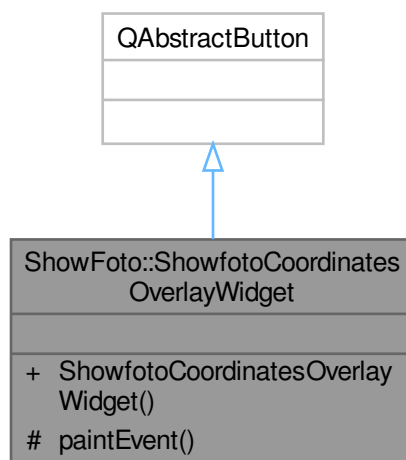 QAbstractButton
ShowFoto::ShowfotoCoordinates
OverlayWidget
+ ShowfotoCoordinatesOverlay
Widget()
# paintEvent()